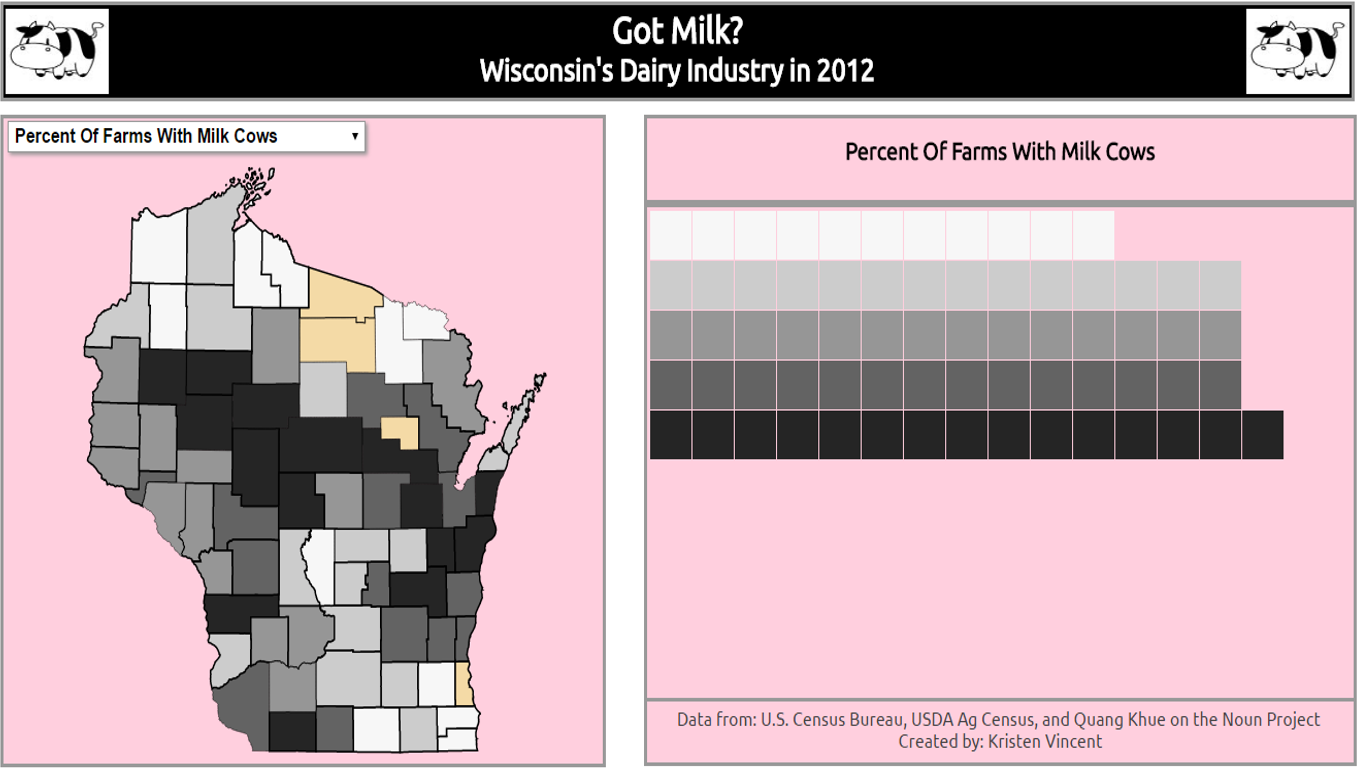 Got Milk?
Wisconsin's Dairy Industry in 2012
Percent Of Farms With Milk Cows
Percent Of Farms With Milk Cows
Data from: U.S. Census Bureau, USDA Ag Census, and Quang Khue on the Noun Project
Created by: Kristen Vincent